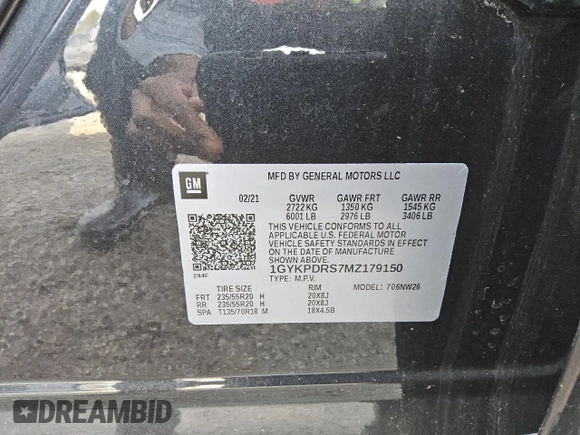 GM
MFD BY GENERAL MOTORS LLC
02/21 GVWR GAWR FRT GAWR RR
2722 KG 1350 KG 1545 KG
6001 LB 2976 LB 3406 LB
THIS VEHICLE CONFORMS TO ALL
APPLICABLE U.S. FEDERAL MOTOR
VEHICLE SAFETY STANDARDS IN EFFECT
ON THE DATE OF MANUFACTURE
SHOWN ABOVE.
1GYKPDRS7MZ179150
TYPE: M.P.V. MODEL: 706NW26
TIRE SIZE RIM
FRT 235/55R20 H 20X8J
RR 235/55R20 H 20X8J
SPA T135/70R18 M 18X4.5B
DREAMBID